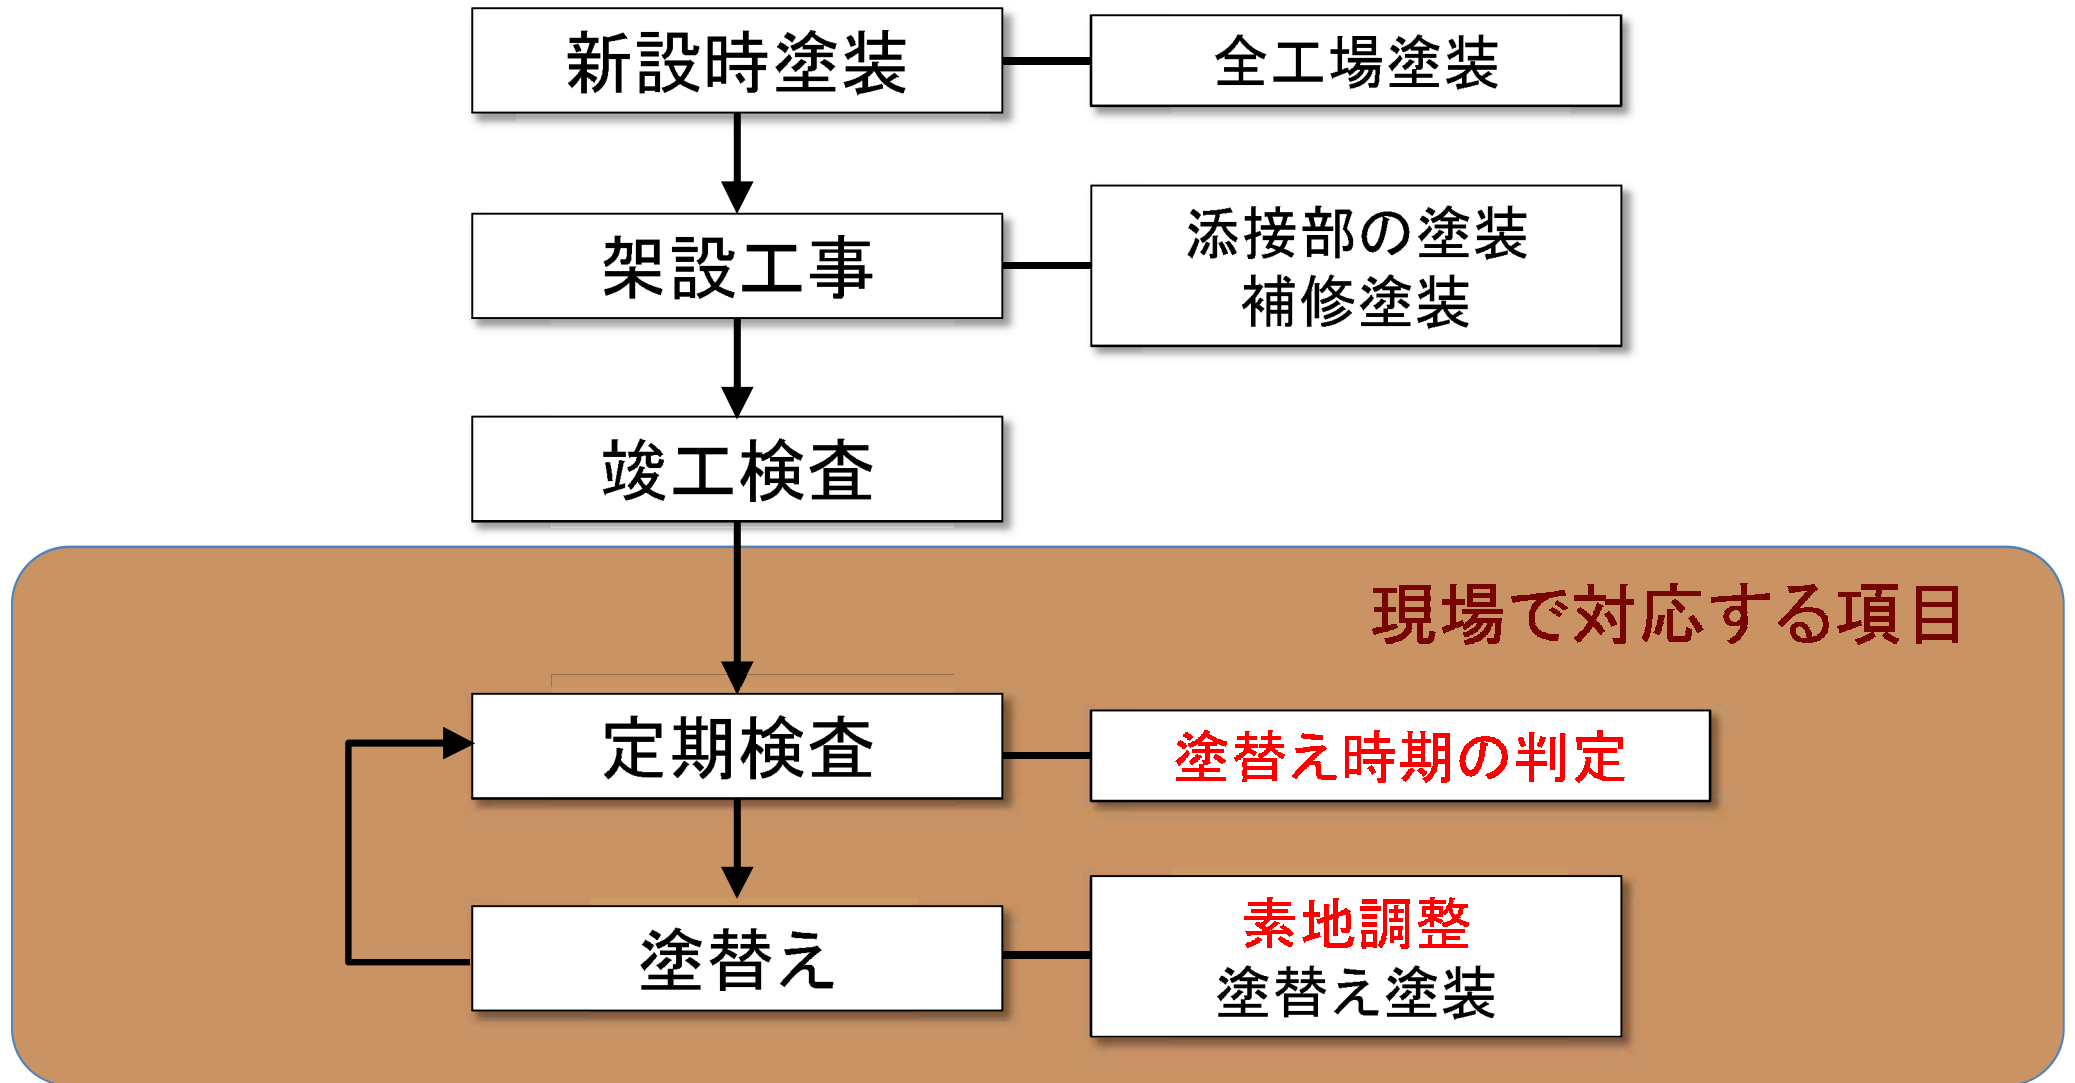 新設時塗装
全工場塗装
架設工事
添接部の塗装
補修塗装
竣工検査
現場で対応する項目
定期検査
塗替え時期の判定
塗替え
素地調整
塗替え塗装